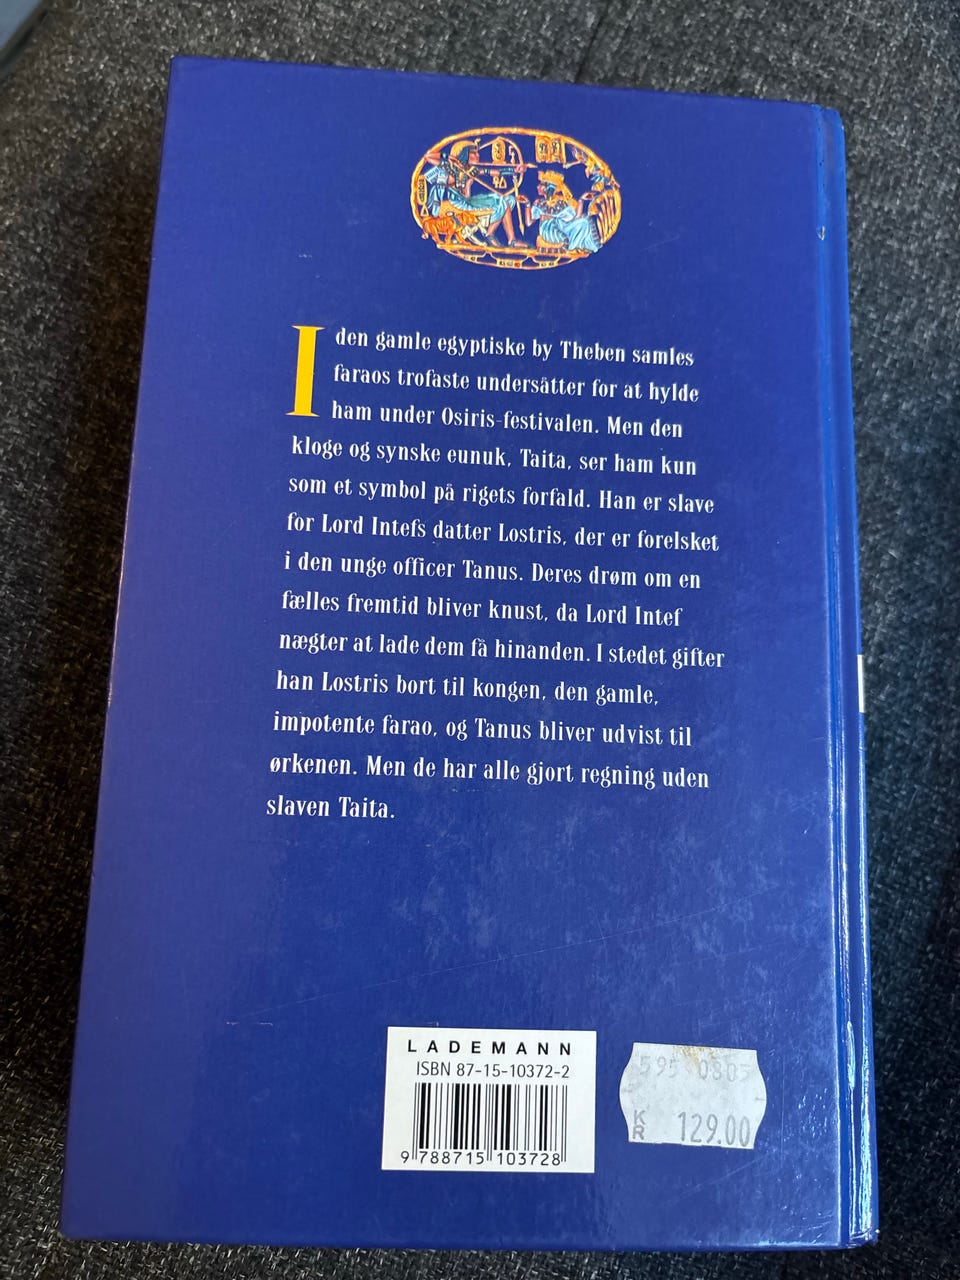 I den gamle egyptiske by Theben samles
faraos trofaste undersåtter for at hylde
ham under Osiris-festivalen. Men den
kloge og synske eunuk, Taita, ser ham kun
som et symbol på rigets forfald. Han er slave
for Lord Intefs datter Lostris, der er forelsket
i den unge officer Tanus. Deres drøm om en
fælles fremtid bliver knust, da Lord Intef
nægter at lade dem få hinanden. I stedet gifter
han Lostris bort til kongen, den gamle,
impotente farao, og Tanus bliver udvist til
ørkenen. Men de har alle gjort regning uden
slaven Taita.
LADEMANN
ISBN 87-15-10372-2
9 788715 103728
595 0805
KR 129.00